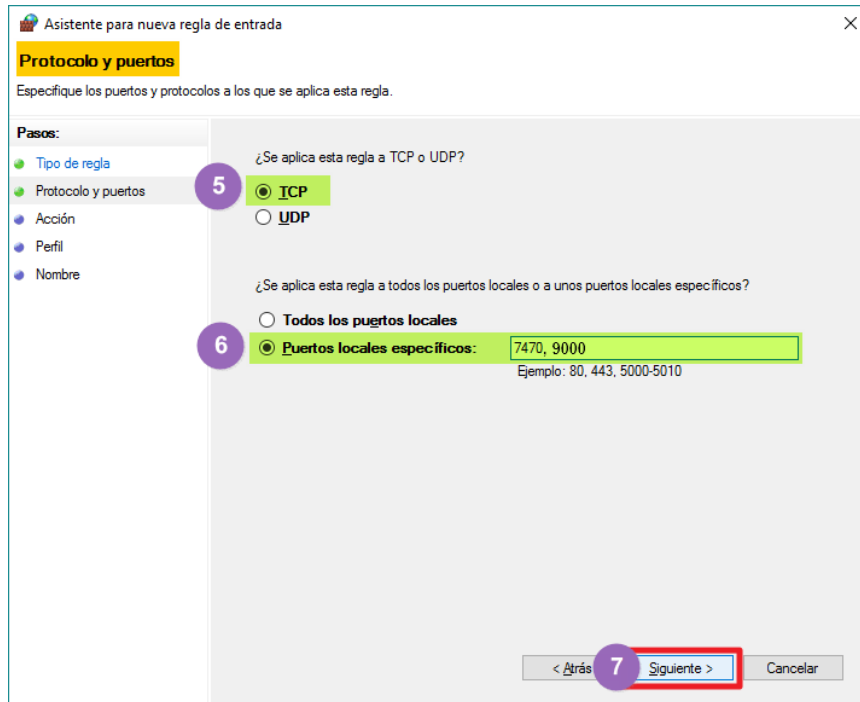 Asistente para nueva regla de entrada
Protocolo y puertos
Especifique los puertos y protocolos a los que se aplica esta regla.
Pasos:
Tipo de regla
Protocolo y puertos
Acción
Perfil
Nombre
¿Se aplica esta regla a TCP o UDP?
5
TCP
UDP
¿Se aplica esta regla a todos los puertos locales o a unos puertos locales específicos?
Todos los puertos locales
6
Puertos locales específicos: 7470, 9000
Ejemplo: 80, 443, 5000-5010
< Atrás 7 Siguiente > Cancelar